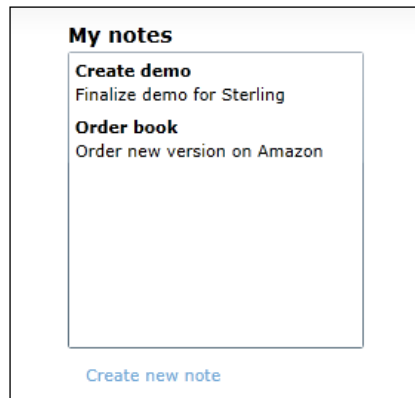 My notes
Create demo
Finalize demo for Sterling
Order book
Order new version on Amazon
Create new note